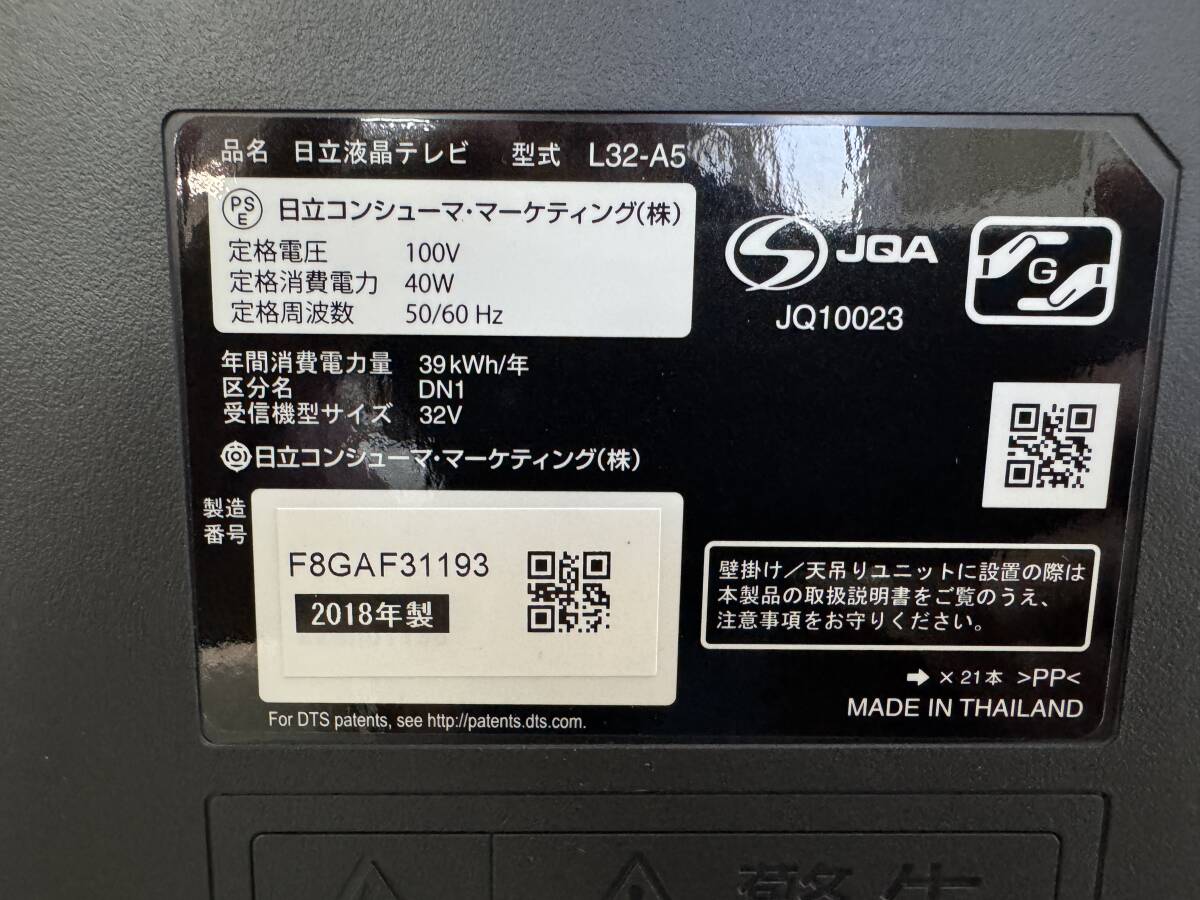 品名 日立液晶テレビ 型式 L32-A5
PS
E
日立コンシューマ・マーケティング(株)
定格電圧 100V
定格消費電力 40W
定格周波数 50/60 Hz
JQA
JQ10023
G
年間消費電力量 39kWh/年
区分名 DN1
受信機型サイズ 32V
日立コンシューマ・マーケティング(株)
製造
番号
F8GAF31193
2018年製
For DTS patents, see http://patents.dts.com.
壁掛け/天吊りユニットに設置の際は
本製品の取扱説明書をご覧のうえ、
注意事項をお守りください。
➡ × 21本 >PP<
MADE IN THAILAND